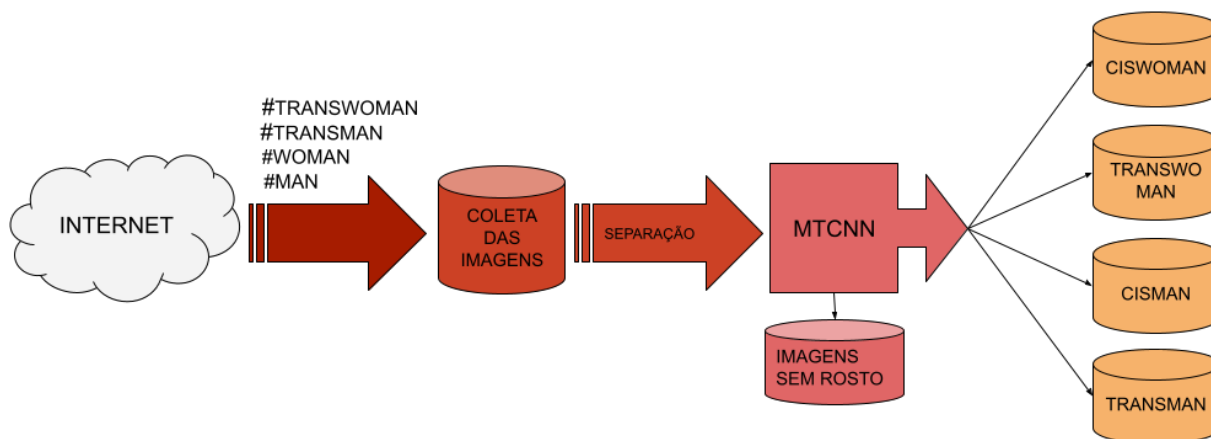 #TRANSWOMAN
#TRANSMAN
#WOMAN
#MAN
INTERNET
COLETA
DAS
IMAGENS
SEPARAÇÃO
MTCNN
IMAGENS
SEM ROSTO
CISWOMAN
TRANSWO
MAN
CISMAN
TRANSMAN